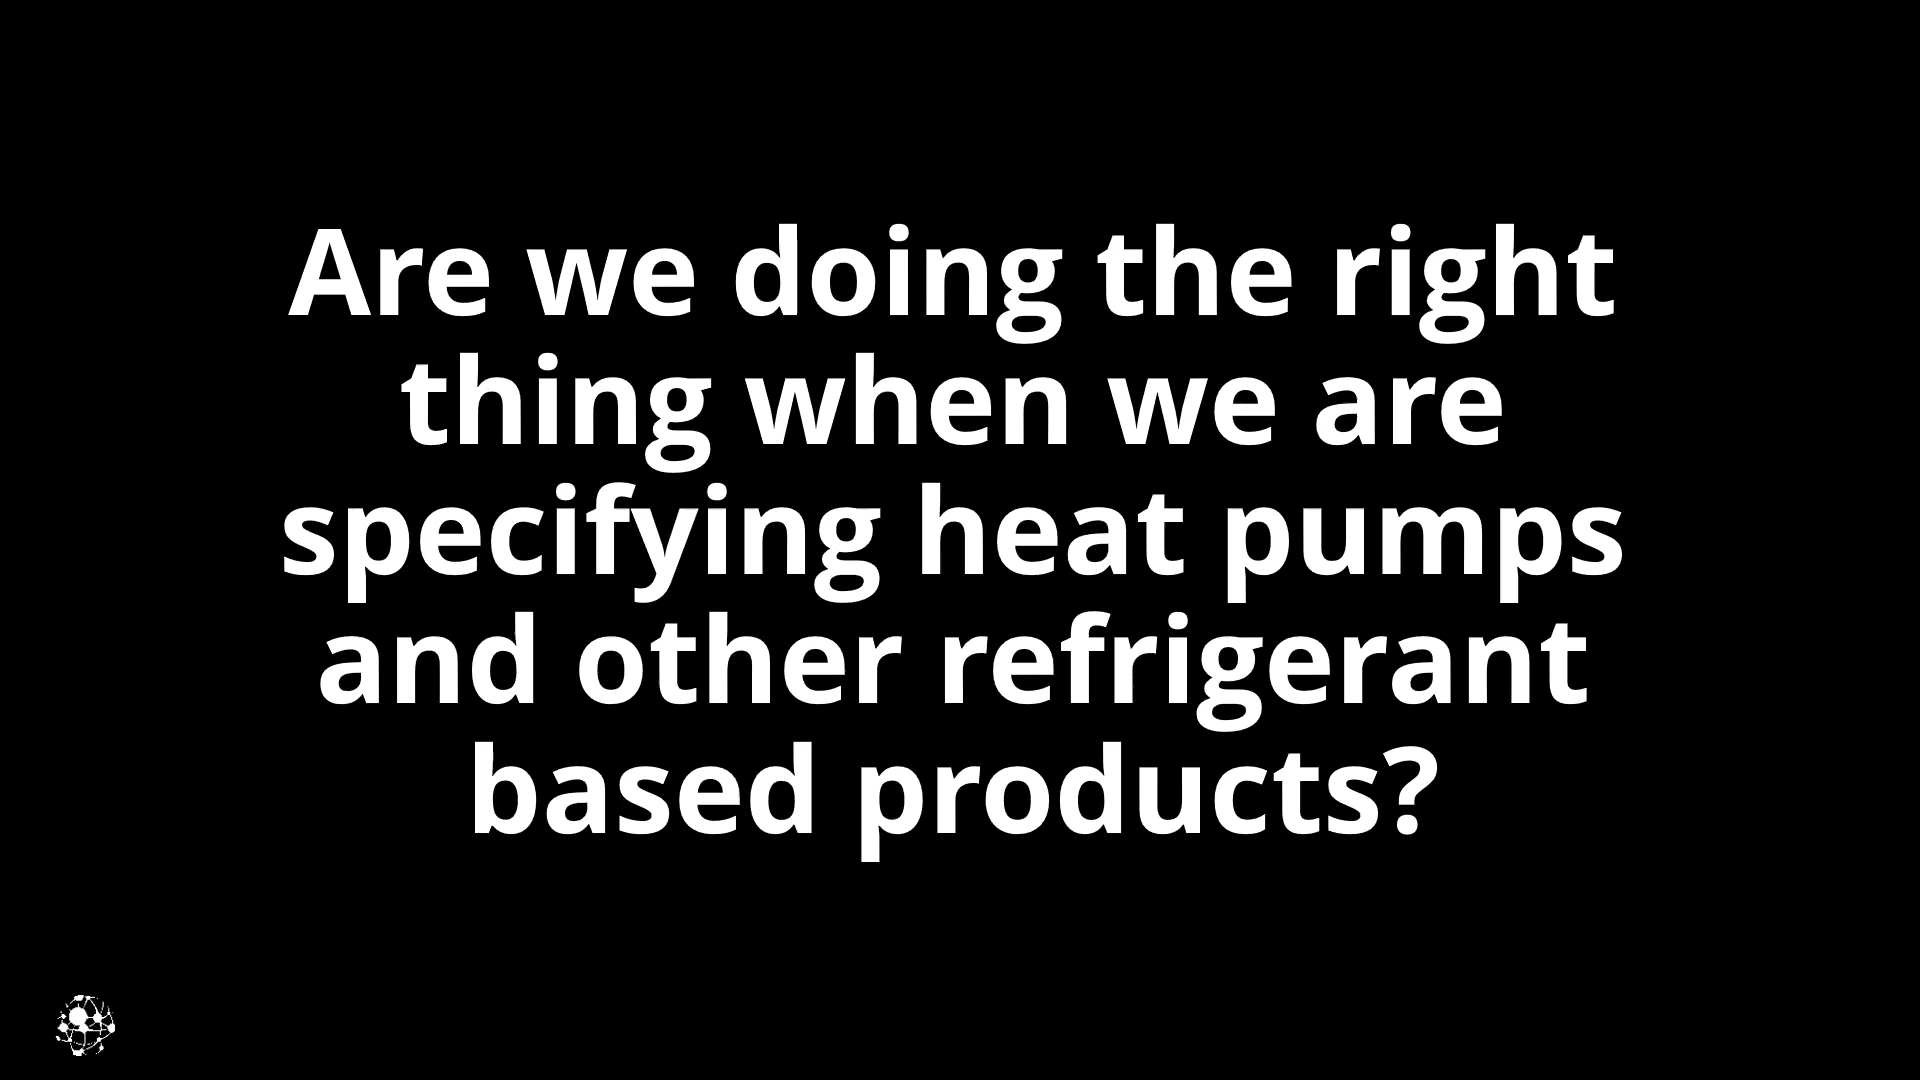 Are we doing the right
thing when we are
specifying heat pumps
and other refrigerant
based products?